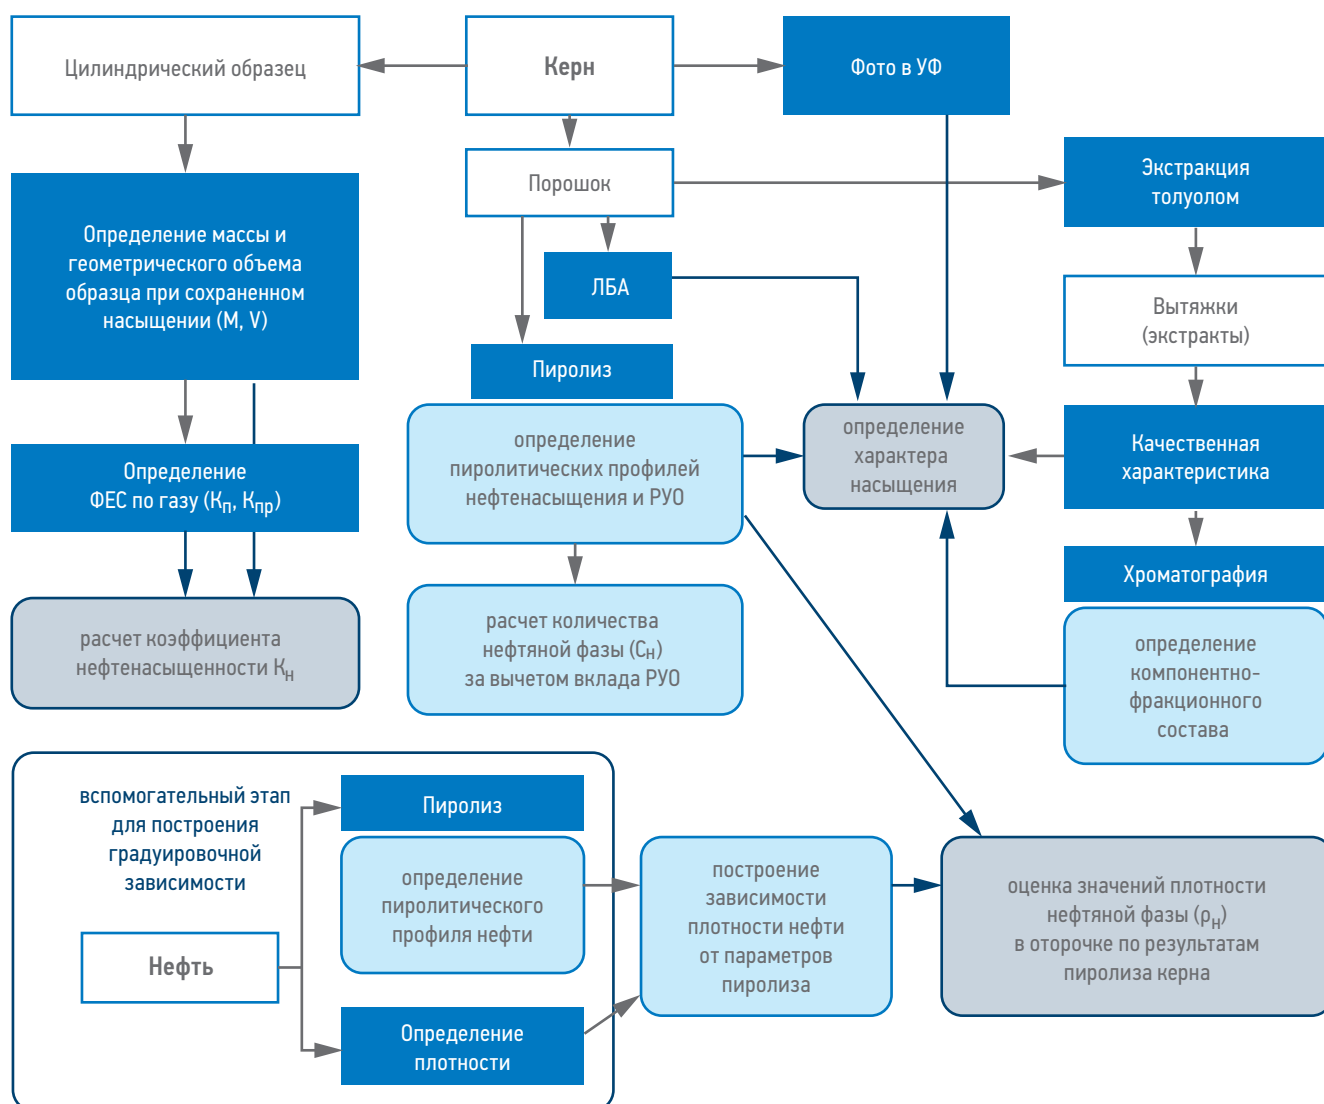 Цилиндрический образец
Керн
Фото в УФ
Порошок
Экстракция
толуолом
Определение массы и
геометрического объема
образца при сохраненном
насыщении (M, V)
ЛБА
Вытяжки
(экстракты)
Пиролиз
определение
пиролитических профилей
нефтенасыщения и РУО
определение
характера
насыщения
Качественная
характеристика
Определение
ФЕС по газу (Кп, Кпр)
Хроматография
расчет коэффициента
нефтенасыщенности Кн
расчет количества
нефтяной фазы (Сн)
за вычетом вклада РУО
определение
компонентно-
фракционного
состава
вспомогательный этап
для построения
градуировочной
зависимости
Пиролиз
определение
пиролитического
профиля нефти
Нефть
Определение
плотности
построение
зависимости
плотности нефти
от параметров
пиролиза
оценка значений плотности
нефтяной фазы (ρн)
в оторочке по результатам
пиролиза керна